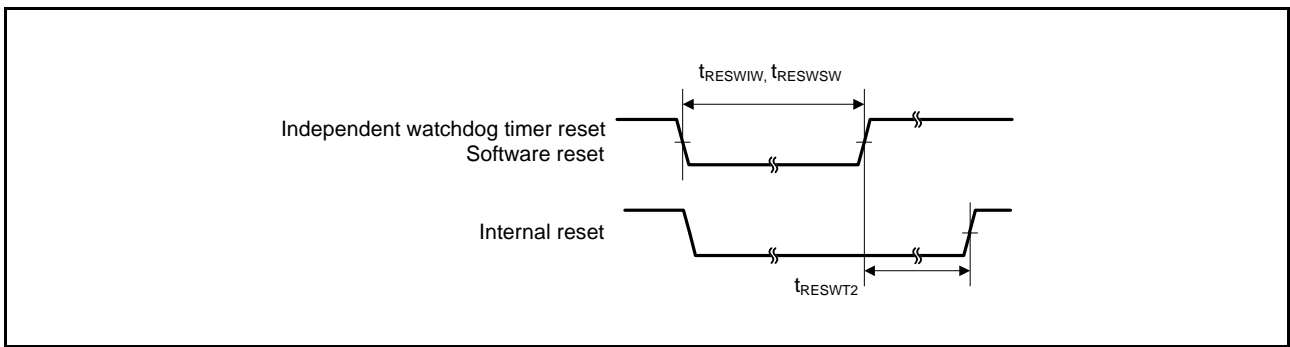 tRESWIW, tRESWSW
Independent watchdog timer reset
Software reset
Internal reset
tRESWT2